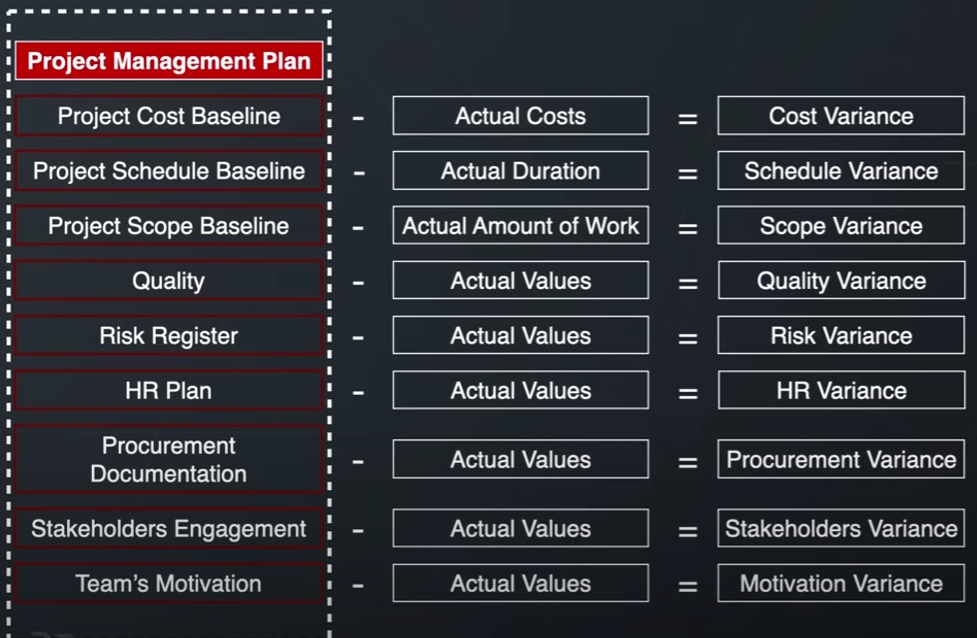 Project Management Plan
Project Cost Baseline - Actual Costs = Cost Variance
Project Schedule Baseline - Actual Duration = Schedule Variance
Project Scope Baseline - Actual Amount of Work = Scope Variance
Quality - Actual Values = Quality Variance
Risk Register - Actual Values = Risk Variance
HR Plan - Actual Values = HR Variance
Procurement
Documentation - Actual Values = Procurement Variance
Stakeholders Engagement - Actual Values = Stakeholders Variance
Team's Motivation - Actual Values = Motivation Variance